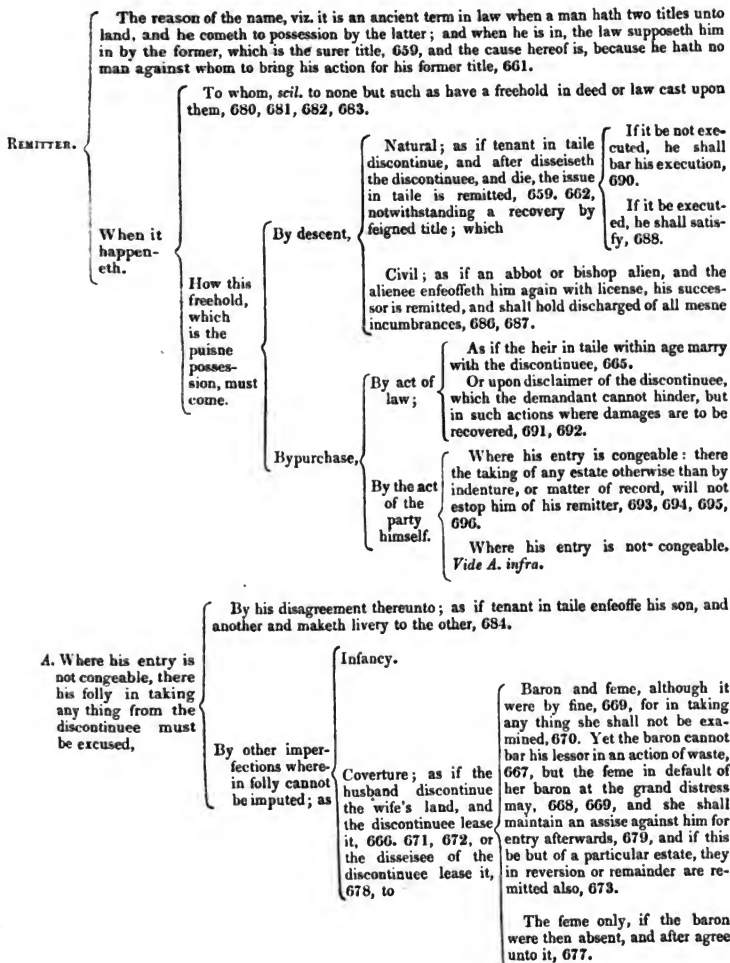 REMITTER.
The reason of the name, viz. it is an ancient term in law when a man hath two titles unto
land, and he cometh to possession by the latter; and when he is in, the law supposeth him
in by the former, which is the surer title, 659, and the cause hereof is, because he hath no
man against whom to bring his action for his former title, 661.
When it
happen-
eth.
To whom, scil. to none but such as have a freehold in deed or law cast upon
them, 680, 681, 682, 683.
How this
freehold,
which
is the
puisne
posses-
sion, must
come.
By descent,
Natural; as if tenant in taile
discontinue, and after disseiseth
the discontinuee, and die, the issue
in taile is remitted, 659. 662,
notwithstanding a recovery by
feigned title; which
If it be not exe-
cuted, he shall
bar his execution,
690.
If it be execut-
ed, he shall satis-
fy, 688.
Civil; as if an abbot or bishop alien, and the
alienee enfeoffeth him again with license, his succes-
sor is remitted, and shall hold discharged of all mesne
incumbrances, 686, 687.
By purchase,
By act of
law;
As if the heir in taile within age marry
with the discontinuee, 665.
Or upon disclaimer of the discontinuee,
which the demandant cannot hinder, but
in such actions where damages are to be
recovered, 691, 692.
By the act
of the
party
himself.
Where his entry is congeable: there
the taking of any estate otherwise than by
indenture, or matter of record, will not
estop him of his remitter, 693, 694, 695,
696.
Where his entry is not congeable.
Vide A. infra.
A. Where his entry is
not congeable, there
his folly in taking
any thing from the
discontinuee must
be excused,
By his disagreement thereunto; as if tenant in taile enfeoffe his son, and
another and maketh livery to the other, 684.
By other imper-
fections where-
in folly cannot
be imputed; as
Infancy.
Coverture; as if the
husband discontinue
the wife's land, and
the discontinuee lease
it, 666. 671, 672, or
the disseisee of the
discontinuee lease it,
678, to
Baron and feme, although it
were by fine, 669, for in taking
any thing she shall not be exa-
mined, 670. Yet the baron cannot
bar his lessor in an action of waste,
667, but the feme in default of
her baron at the grand distress
may, 668, 669, and she shall
maintain an assise against him for
entry afterwards, 679, and if this
be but of a particular estate, they
in reversion or remainder are re-
mitted also, 673.
The feme only, if the baron
were then absent, and after agree
unto it, 677.